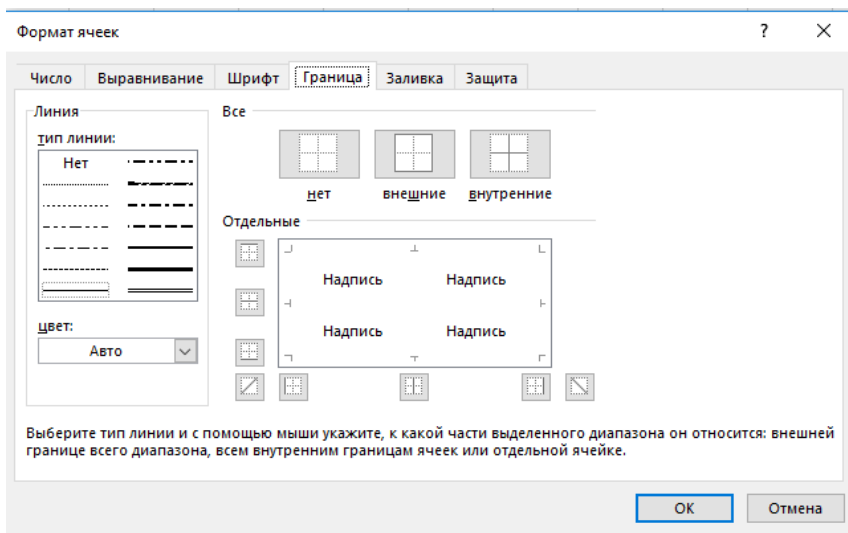 Формат ячеек ?
Число Выравнивание Шрифт Граница Заливка Защита
Линия
тип линии:
Нет
цвет:
Авто
Все
нет внешние внутренние
Отдельные
Надпись Надпись
Надпись Надпись
Выберите тип линии и с помощью мыши укажите, к какой части выделенного диапазона он относится: внешней
границе всего диапазона, всем внутренним границам ячеек или отдельной ячейке.
ОК Отмена